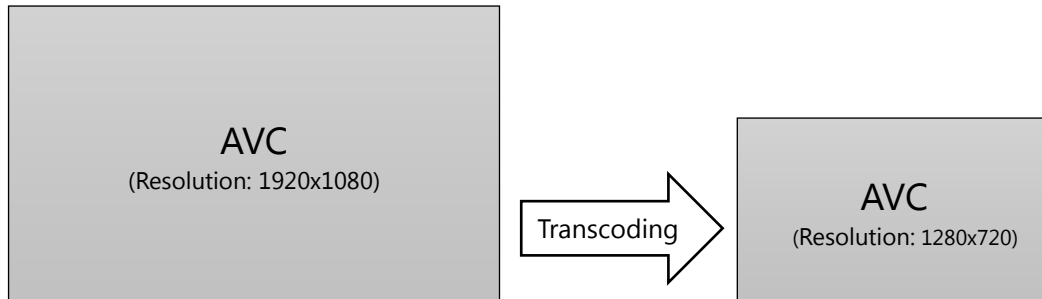 AVC
(Resolution: 1920x1080)
Transcoding
AVC
(Resolution: 1280x720)